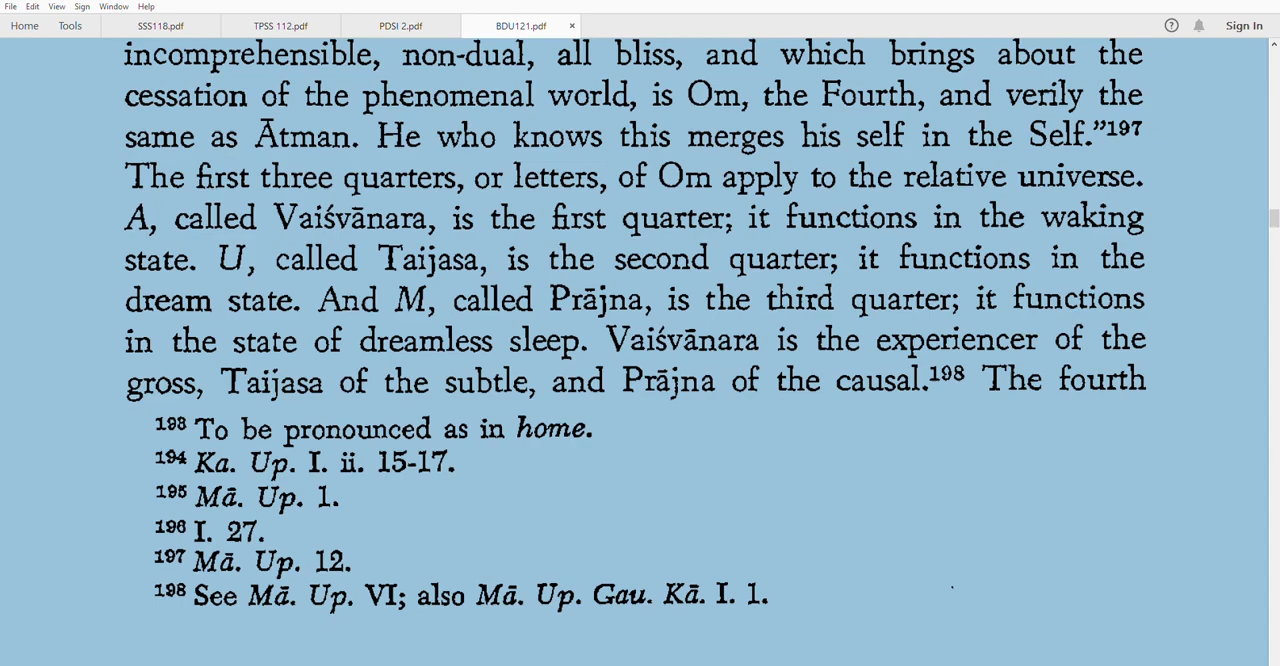 File Edit View Sign Window Help
Home Tools SSS118.pdf TPSS 112.pdf PDSI 2.pdf BDU121.pdf × ? Sign In
incomprehensible, non-dual, all bliss, and which brings about the
cessation of the phenomenal world, is Om, the Fourth, and verily the
same as Ātman. He who knows this merges his self in the Self.”197
The first three quarters, or letters, of Om apply to the relative universe.
A, called Vaiśvānara, is the first quarter; it functions in the waking
state. U, called Taijasa, is the second quarter; it functions in the
dream state. And M, called Prājna, is the third quarter; it functions
in the state of dreamless sleep. Vaiśvānara is the experiencer of the
gross, Taijasa of the subtle, and Prājna of the causal.198 The fourth
193 To be pronounced as in home.
194 Ka. Up. I. ii. 15-17.
195 Mā. Up. 1.
196 I. 27.
197 Mā. Up. 12.
198 See Mā. Up. VI; also Mā. Up. Gau. Kā. I. 1.